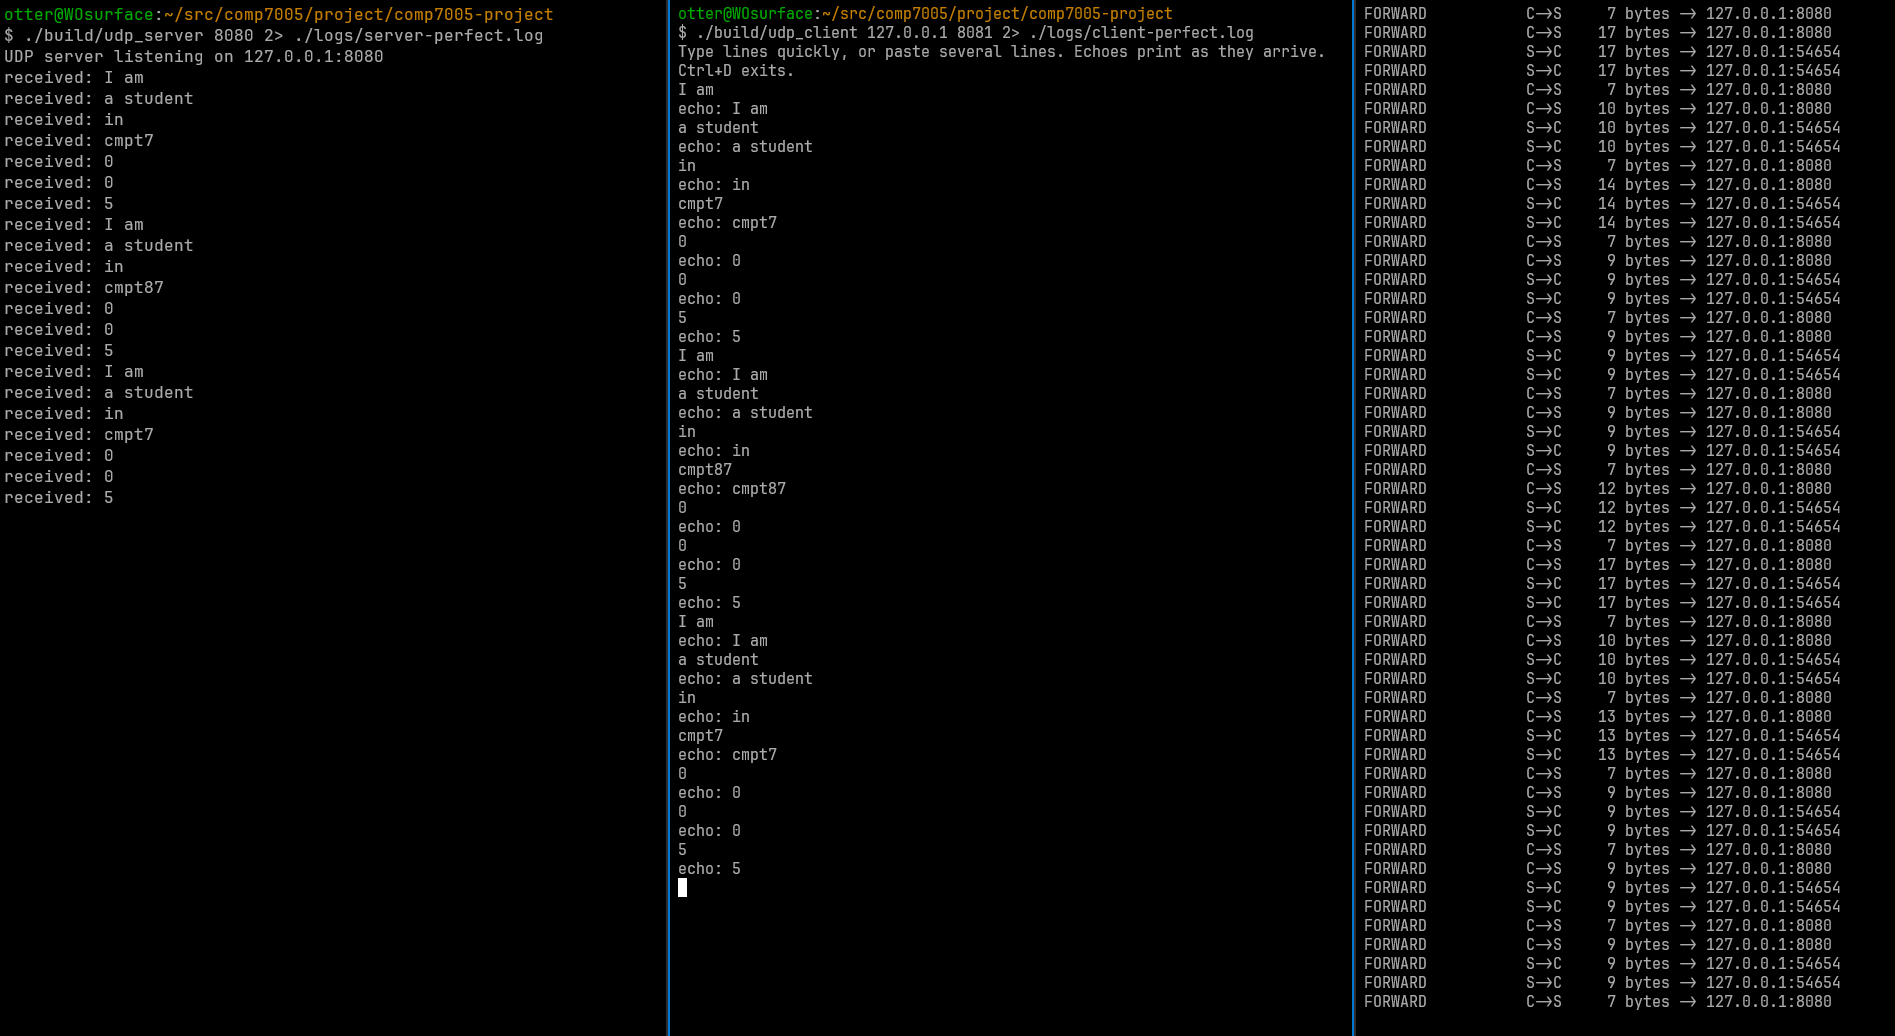 otter@WOsurface:~/src/comp7005/project/comp7005-project
$ ./build/udp_server 8080 2> ./logs/server-perfect.log
UDP server listening on 127.0.0.1:8080
received: I am
received: a student
received: in
received: cmpt7
received: 0
received: 0
received: 5
received: I am
received: a student
received: in
received: cmpt87
received: 0
received: 0
received: 5
received: I am
received: a student
received: in
received: cmpt7
received: 0
received: 0
received: 5
otter@WOsurface:~/src/comp7005/project/comp7005-project
$ ./build/udp_client 127.0.0.1 8081 2> ./logs/client-perfect.log
Type lines quickly, or paste several lines. Echoes print as they arrive.
Ctrl+D exits.
I am
echo: I am
a student
echo: a student
in
echo: in
cmpt7
echo: cmpt7
0
echo: 0
0
echo: 0
5
echo: 5
I am
echo: I am
a student
echo: a student
in
echo: in
cmpt87
echo: cmpt87
0
echo: 0
0
echo: 0
5
echo: 5
I am
echo: I am
a student
echo: a student
in
echo: in
cmpt7
echo: cmpt7
0
echo: 0
0
echo: 0
5
echo: 5
FORWARD C→S 7 bytes → 127.0.0.1:8080
FORWARD C→S 17 bytes → 127.0.0.1:8080
FORWARD S→C 17 bytes → 127.0.0.1:54654
FORWARD S→C 17 bytes → 127.0.0.1:54654
FORWARD C→S 7 bytes → 127.0.0.1:8080
FORWARD C→S 10 bytes → 127.0.0.1:8080
FORWARD S→C 10 bytes → 127.0.0.1:54654
FORWARD S→C 10 bytes → 127.0.0.1:54654
FORWARD C→S 7 bytes → 127.0.0.1:8080
FORWARD C→S 14 bytes → 127.0.0.1:8080
FORWARD S→C 14 bytes → 127.0.0.1:54654
FORWARD S→C 14 bytes → 127.0.0.1:54654
FORWARD C→S 7 bytes → 127.0.0.1:8080
FORWARD C→S 9 bytes → 127.0.0.1:8080
FORWARD S→C 9 bytes → 127.0.0.1:54654
FORWARD S→C 9 bytes → 127.0.0.1:54654
FORWARD C→S 7 bytes → 127.0.0.1:8080
FORWARD C→S 9 bytes → 127.0.0.1:8080
FORWARD S→C 9 bytes → 127.0.0.1:54654
FORWARD S→C 9 bytes → 127.0.0.1:54654
FORWARD C→S 7 bytes → 127.0.0.1:8080
FORWARD C→S 9 bytes → 127.0.0.1:8080
FORWARD S→C 9 bytes → 127.0.0.1:54654
FORWARD S→C 9 bytes → 127.0.0.1:54654
FORWARD C→S 7 bytes → 127.0.0.1:8080
FORWARD C→S 12 bytes → 127.0.0.1:8080
FORWARD S→C 12 bytes → 127.0.0.1:54654
FORWARD S→C 12 bytes → 127.0.0.1:54654
FORWARD C→S 7 bytes → 127.0.0.1:8080
FORWARD C→S 17 bytes → 127.0.0.1:8080
FORWARD S→C 17 bytes → 127.0.0.1:54654
FORWARD S→C 17 bytes → 127.0.0.1:54654
FORWARD C→S 7 bytes → 127.0.0.1:8080
FORWARD C→S 10 bytes → 127.0.0.1:8080
FORWARD S→C 10 bytes → 127.0.0.1:54654
FORWARD S→C 10 bytes → 127.0.0.1:54654
FORWARD C→S 7 bytes → 127.0.0.1:8080
FORWARD C→S 13 bytes → 127.0.0.1:8080
FORWARD S→C 13 bytes → 127.0.0.1:54654
FORWARD S→C 13 bytes → 127.0.0.1:54654
FORWARD C→S 7 bytes → 127.0.0.1:8080
FORWARD C→S 9 bytes → 127.0.0.1:8080
FORWARD S→C 9 bytes → 127.0.0.1:54654
FORWARD S→C 9 bytes → 127.0.0.1:54654
FORWARD C→S 7 bytes → 127.0.0.1:8080
FORWARD C→S 9 bytes → 127.0.0.1:8080
FORWARD S→C 9 bytes → 127.0.0.1:54654
FORWARD S→C 9 bytes → 127.0.0.1:54654
FORWARD C→S 7 bytes → 127.0.0.1:8080
FORWARD C→S 9 bytes → 127.0.0.1:8080
FORWARD S→C 9 bytes → 127.0.0.1:54654
FORWARD S→C 9 bytes → 127.0.0.1:54654
FORWARD C→S 7 bytes → 127.0.0.1:8080